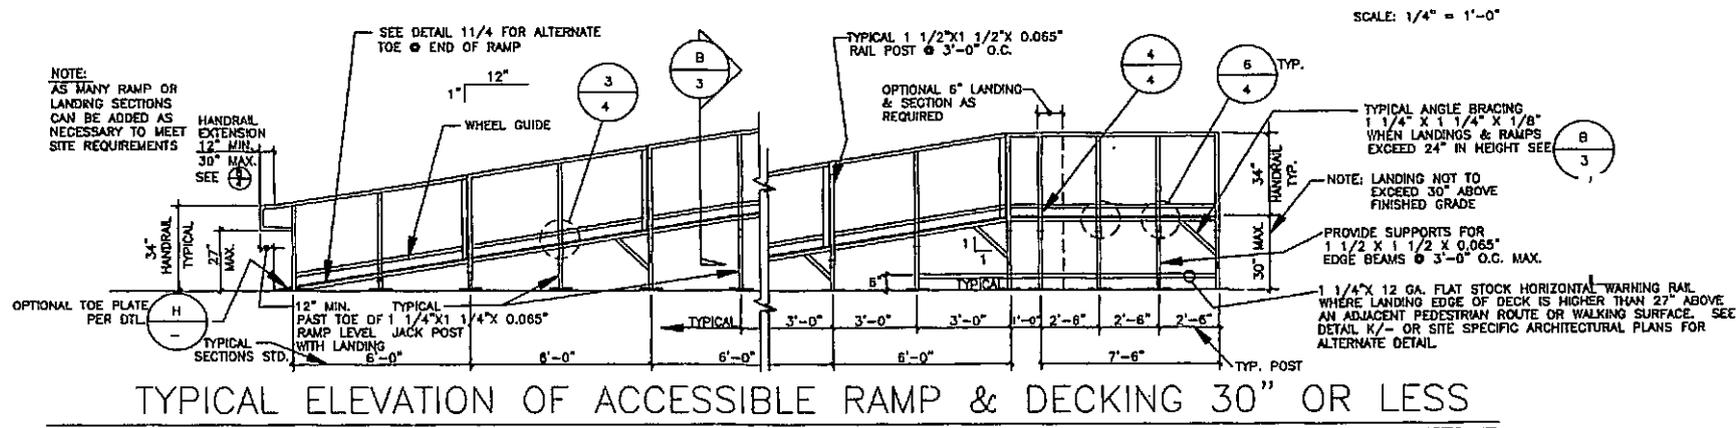 SCALE: 1/4" = 1'-0"
SEE DETAIL 11/4 FOR ALTERNATE
TOE @ END OF RAMP
12"
1"
3
4
B
3
TYPICAL 1 1/2"X1 1/2"X 0.065"
RAIL POST @ 3'-0" O.C.
OPTIONAL 6" LANDING
& SECTION AS
REQUIRED
4
4
6
4
TYP.
TYPICAL ANGLE BRACING
1 1/4" X 1 1/4" X 1/8"
WHEN LANDINGS & RAMPS
EXCEED 24" IN HEIGHT SEE
B
3
NOTE:
AS MANY RAMP OR
LANDING SECTIONS
CAN BE ADDED AS
NECESSARY TO MEET
SITE REQUIREMENTS
HANDRAIL
EXTENSION
12" MIN.
30" MAX.
SEE
WHEEL GUIDE
34"
HANDRAIL
TYP.
NOTE: LANDING NOT TO
EXCEED 30" ABOVE
FINISHED GRADE
34"
HANDRAIL
TYPICAL
27"
MAX.
1
1
30" MAX.
PROVIDE SUPPORTS FOR
1 1/2 X 1 1/2 X 0.065"
EDGE BEAMS @ 3'-0" O.C. MAX.
6"
TYPICAL
1 1/4"X 12 GA. FLAT STOCK HORIZONTAL WARNING RAIL
WHERE LANDING EDGE OF DECK IS HIGHER THAN 27" ABOVE
AN ADJACENT PEDESTRIAN ROUTE OR WALKING SURFACE. SEE
DETAIL K/- OR SITE SPECIFIC ARCHITECTURAL PLANS FOR
ALTERNATE DETAIL
OPTIONAL TOE PLATE
PER DTL.
H
-
12" MIN.
PAST TOE OF
RAMP LEVEL
WITH LANDING
TYPICAL
1 1/4"X1 1/4"X 0.065"
JACK POST
TYPICAL
SECTIONS STD.
TYPICAL
3'-0" 3'-0" 3'-0" 1'-0" 2'-6" 2'-6" 2'-6"
6'-0" 6'-0" 6'-0" 6'-0" 7'-6"
TYP. POST
TYPICAL ELEVATION OF ACCESSIBLE RAMP & DECKING 30" OR LESS